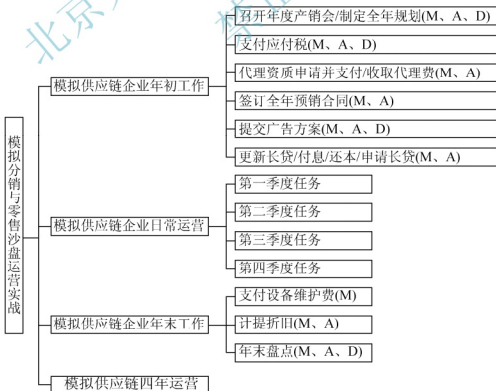 模拟分销与零售沙盘运营实战
模拟供应链企业年初工作
召开年度产销会/制定全年规划(M、A、D)
支付应付税(M、A、D)
代理资质申请并支付/收取代理费(M、A)
签订全年预销合同(M、A)
提交广告方案(M、A、D)
更新长贷/付息/还本/申请长贷(M、A)
模拟供应链企业日常运营
第一季度任务
第二季度任务
第三季度任务
第四季度任务
模拟供应链企业年末工作
支付设备维护费(M)
计提折旧(M、A)
年末盘点(M、A、D)
模拟供应链四年运营
北京